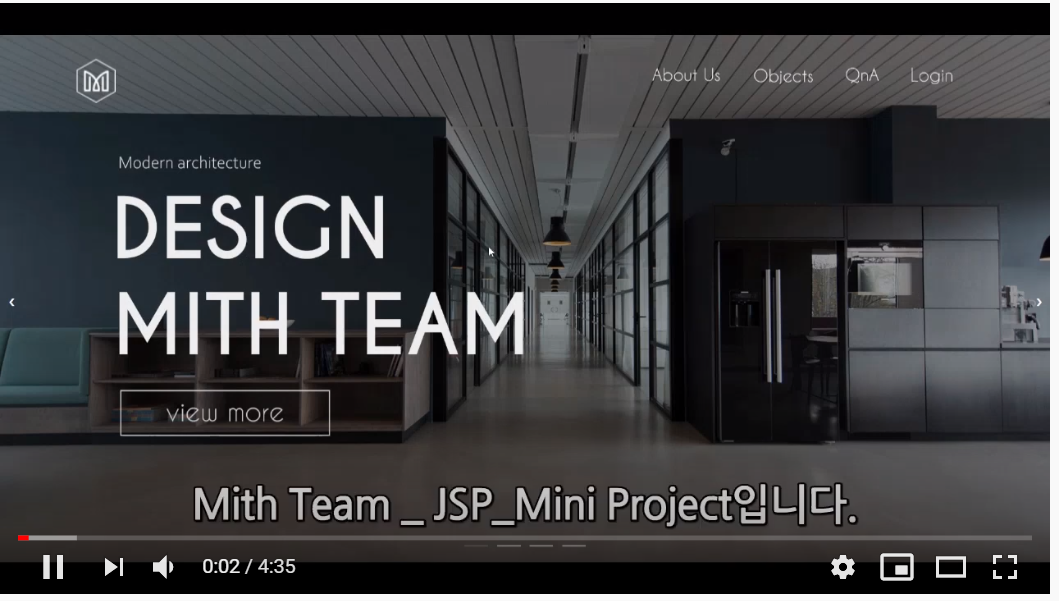 About Us Objects QnA Login
Modern architecture
DESIGN
MITH TEAM
view more
Mith Team _ JSP_Mini Project입니다.
0:02 / 4:35